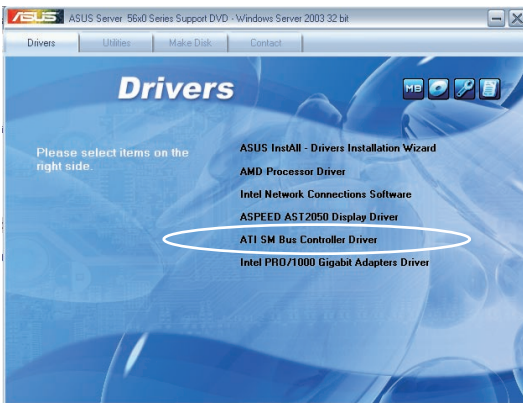 ASUS Server 56x0 Series Support DVD - Windows Server 2003 32 bit
Drivers
Utilities
Make Disk
Contact
Drivers
MB
Please select items on the
right side.
ASUS InstAll - Drivers Installation Wizard
AMD Processor Driver
Intel Network Connections Software
ASPEED AST2050 Display Driver
ATI SM Bus Controller Driver
Intel PRO/1000 Gigabit Adapters Driver